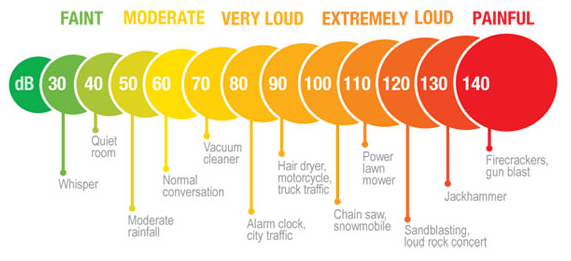 FAINT MODERATE VERY LOUD EXTREMELY LOUD PAINFUL
dB 30 40 50 60 70 80 90 100 110 120 130 140
Whisper
Quiet
room
Moderate
rainfall
Normal
conversation
Vacuum
cleaner
Alarm clock,
city traffic
Hair dryer,
motorcycle,
truck traffic
Chain saw,
snowmobile
Power
lawn
mower
Sandblasting,
loud rock concert
Jackhammer
Firecrackers,
gun blast